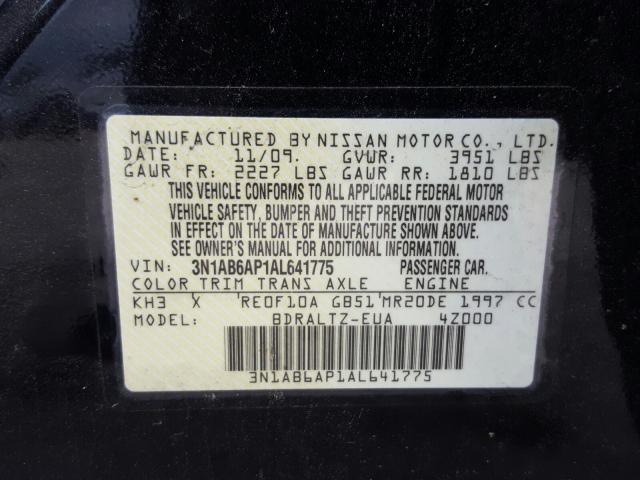 MANUFACTURED BY NISSAN MOTOR CO., LTD.
DATE: 11/09. GVWR: 3951 LBS
GAWR FR: 2227 LBS GAWR RR: 1810 LBS
THIS VEHICLE CONFORMS TO ALL APPLICABLE FEDERAL MOTOR
VEHICLE SAFETY, BUMPER AND THEFT PREVENTION STANDARDS
IN EFFECT ON THE DATE OF MANUFACTURE SHOWN ABOVE.
SEE OWNER'S MANUAL FOR ADDITIONAL INFORMATION.
VIN: 3N1AB6AP1AL641775 PASSENGER CAR.
COLOR TRIM TRANS AXLE ENGINE
KH3 X 'RE0F10A GB51'MR20DE 1997 CC
MODEL: BDRALTZ-EUA 4Z000
3N1AB6AP1AL641775